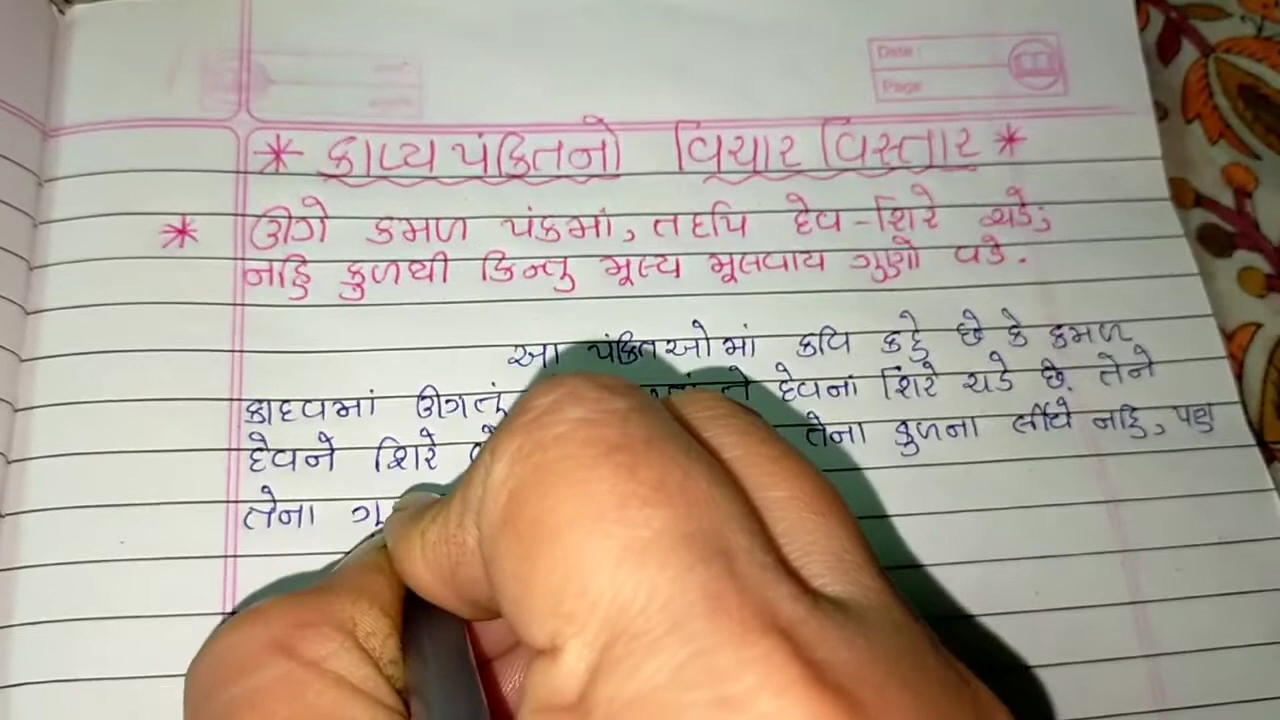 Date:
Page
* કાવ્ય પંક્તિનો વિચાર વિસ્તાર *
* ઊગે કમળ પંકમાં, તદપિ દેવ-શિરે ચડે;
નહિ કુળથી કિન્તુ મૂલ્ય મૂલવાય ગુણો વડે.
આ પંક્તિઓમાં કવિ કહે છે કે કમળ
કાદવમાં ઊગતું તે દેવનાં શિરે ચડે છે. તેને
દેવને શિરે તેના કુળના લીધે નહિ, પણ
તેના